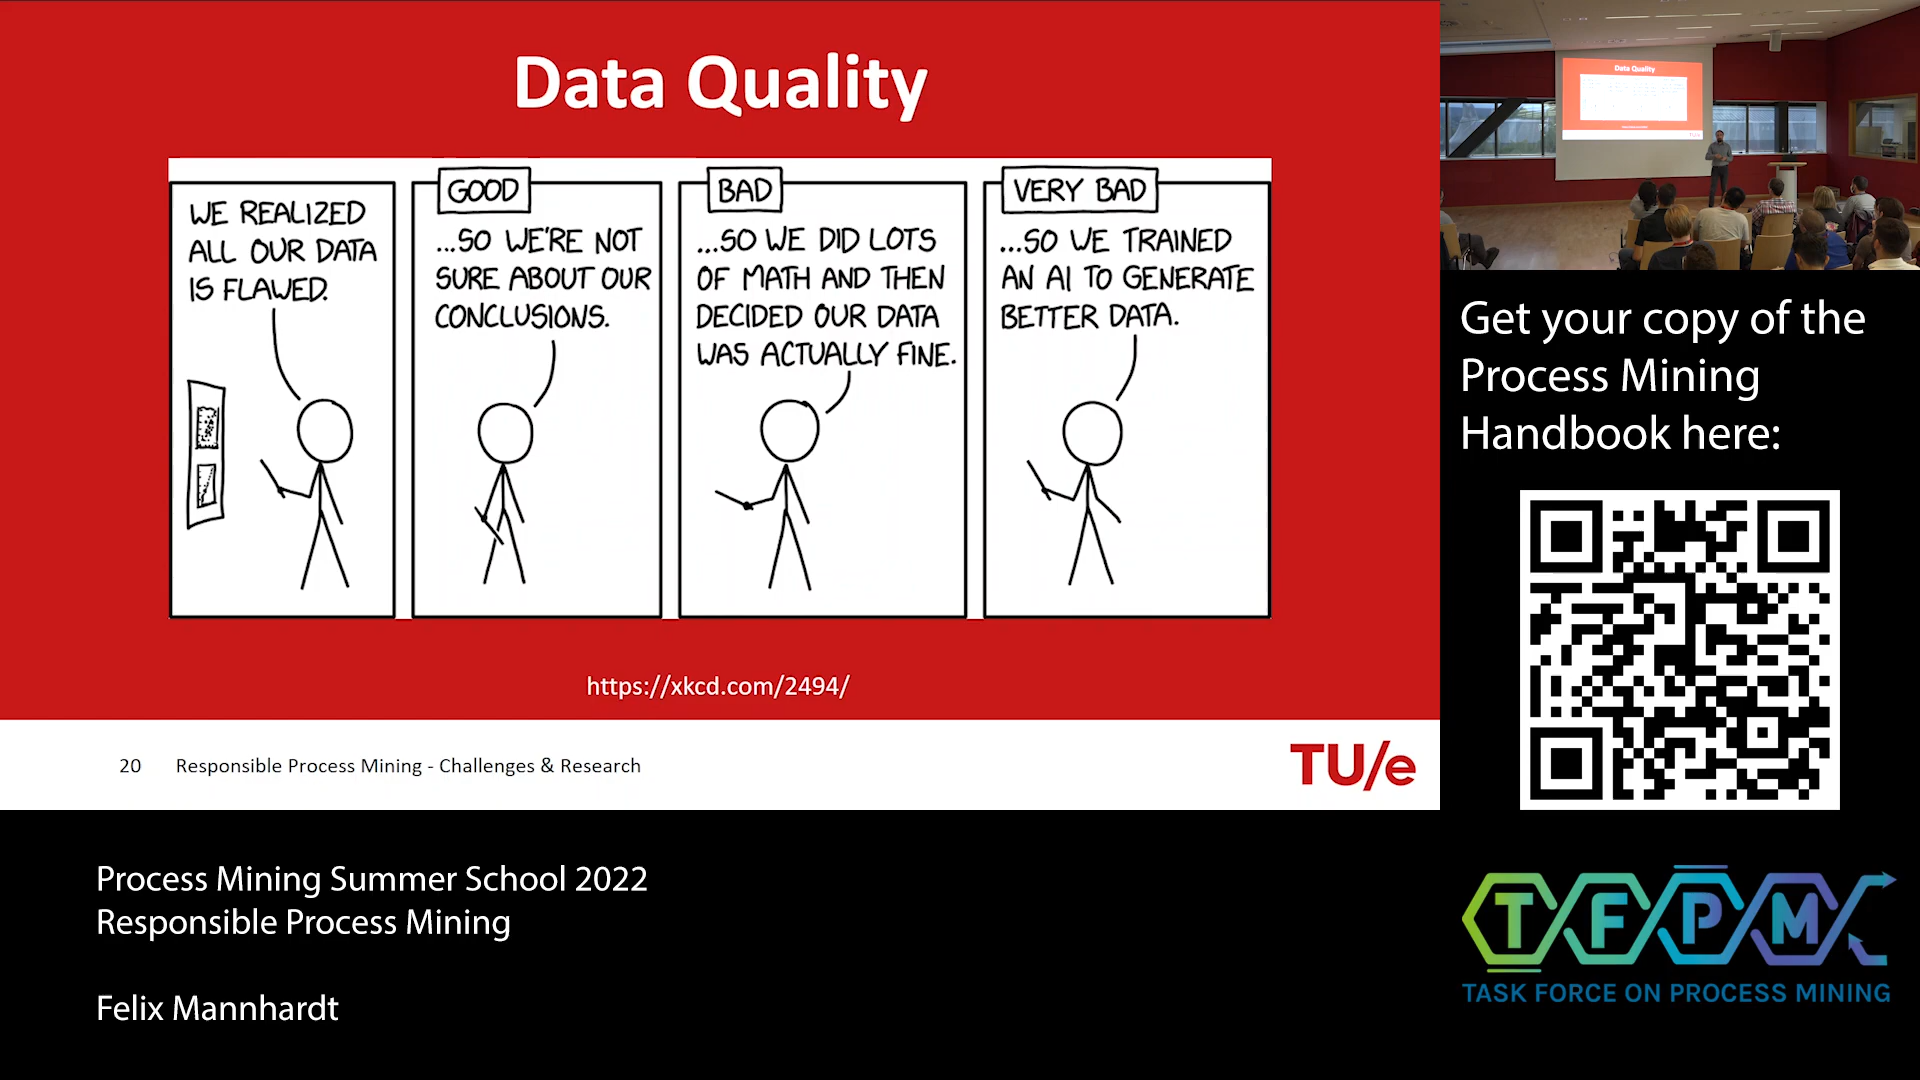 Data Quality
WE REALIZED
ALL OUR DATA
IS FLAWED.
GOOD
...SO WE'RE NOT
SURE ABOUT OUR
CONCLUSIONS.
BAD
...SO WE DID LOTS
OF MATH AND THEN
DECIDED OUR DATA
WAS ACTUALLY FINE.
VERY BAD
...SO WE TRAINED
AN AI TO GENERATE
BETTER DATA.
https://xkcd.com/2494/
20 Responsible Process Mining - Challenges & Research
TU/e
Data Quality
Get your copy of the
Process Mining
Handbook here:
Process Mining Summer School 2022
Responsible Process Mining
Felix Mannhardt
TFPM
TASK FORCE ON PROCESS MINING